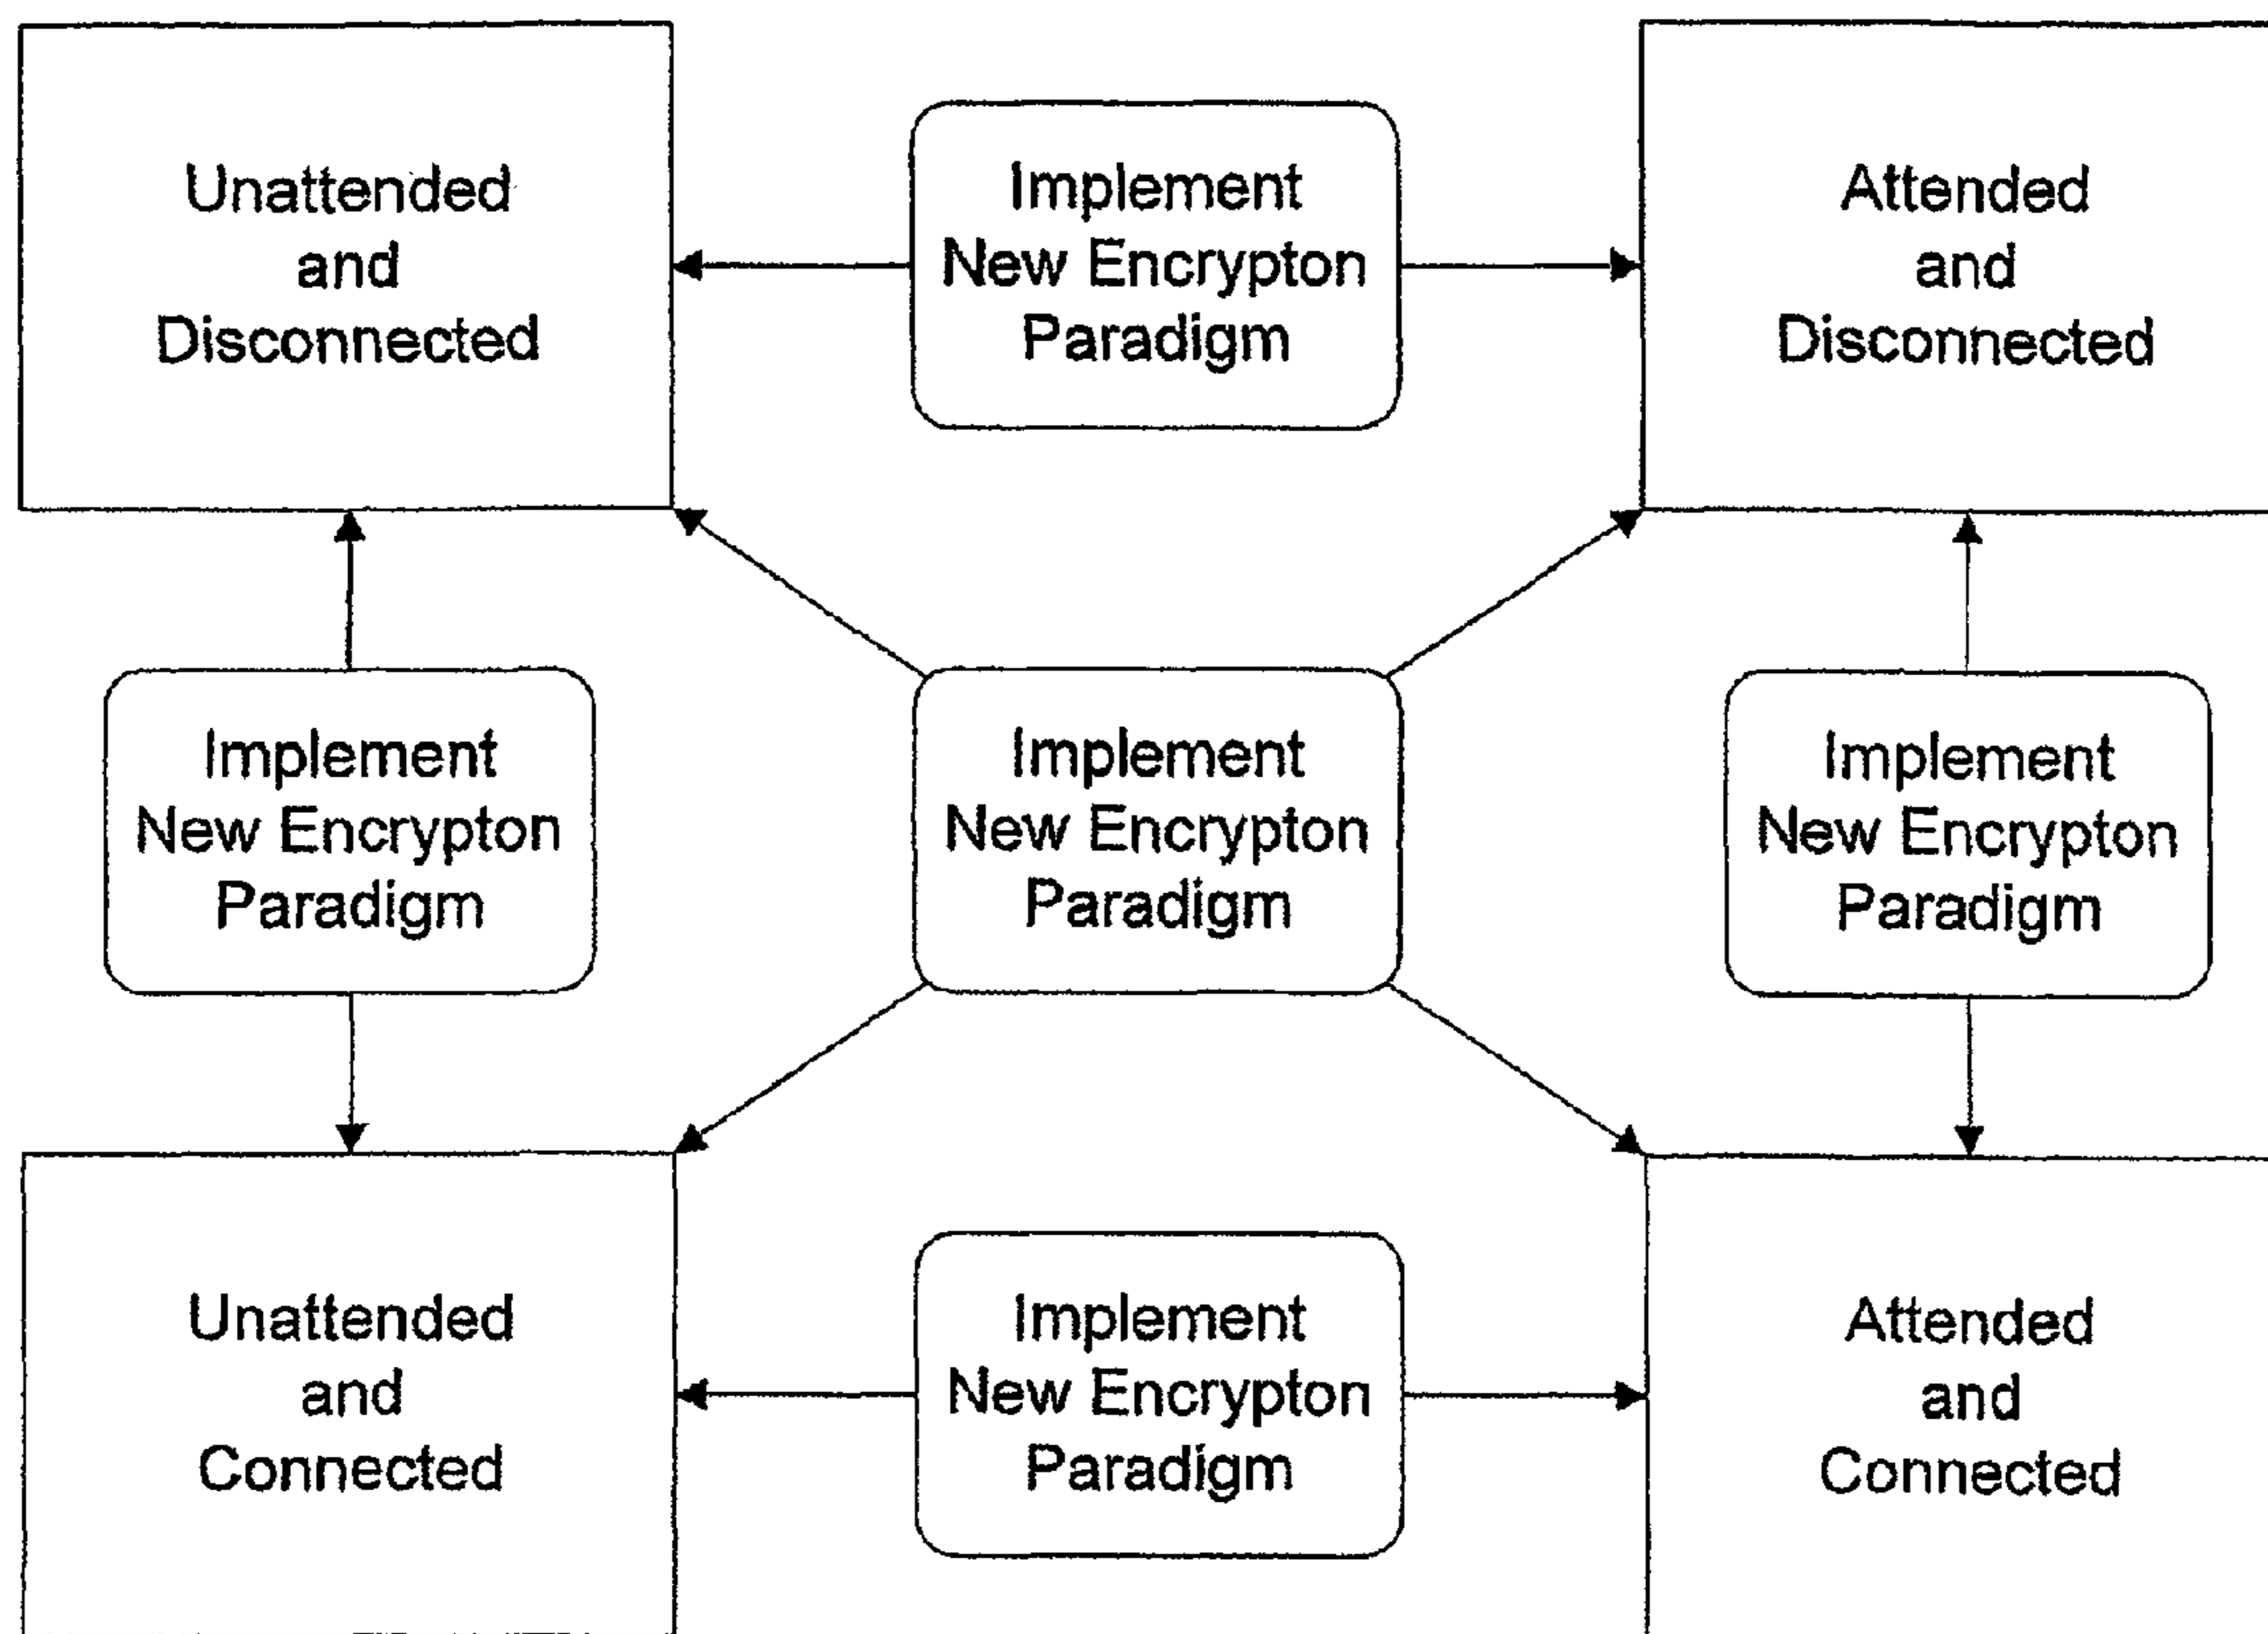 Unattended
and
Disconnected
Implement
New Encrypton
Paradigm
Attended
and
Disconnected
Implement
New Encrypton
Paradigm
Implement
New Encrypton
Paradigm
Implement
New Encrypton
Paradigm
Unattended
and
Connected
Implement
New Encrypton
Paradigm
Attended
and
Connected